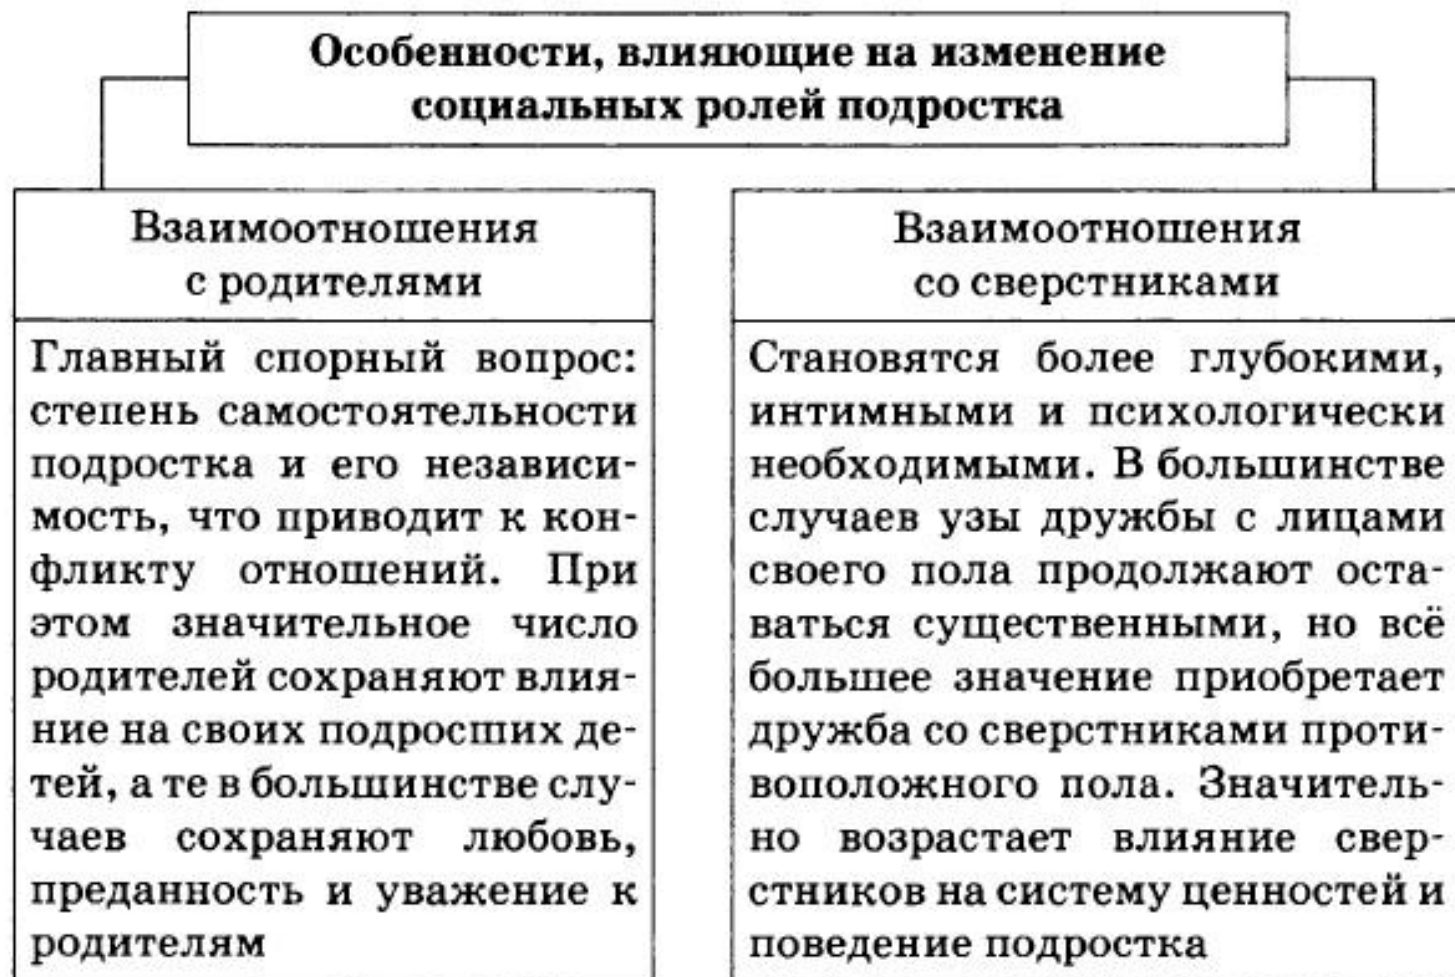 Особенности, влияющие на изменение
социальных ролей подростка
Взаимоотношения
с родителями
Главный спорный вопрос:
степень самостоятельности
подростка и его независи-
мость, что приводит к кон-
фликту отношений. При
этом значительное число
родителей сохраняют влия-
ние на своих подросших де-
тей, а те в большинстве слу-
чаев сохраняют любовь,
преданность и уважение к
родителям
Взаимоотношения
со сверстниками
Становятся более глубокими,
интимными и психологически
необходимыми. В большинстве
случаев узы дружбы с лицами
своего пола продолжают оста-
ваться существенными, но всё
большее значение приобретает
дружба со сверстниками проти-
воположного пола. Значитель-
но возрастает влияние свер-
стников на систему ценностей и
поведение подростка